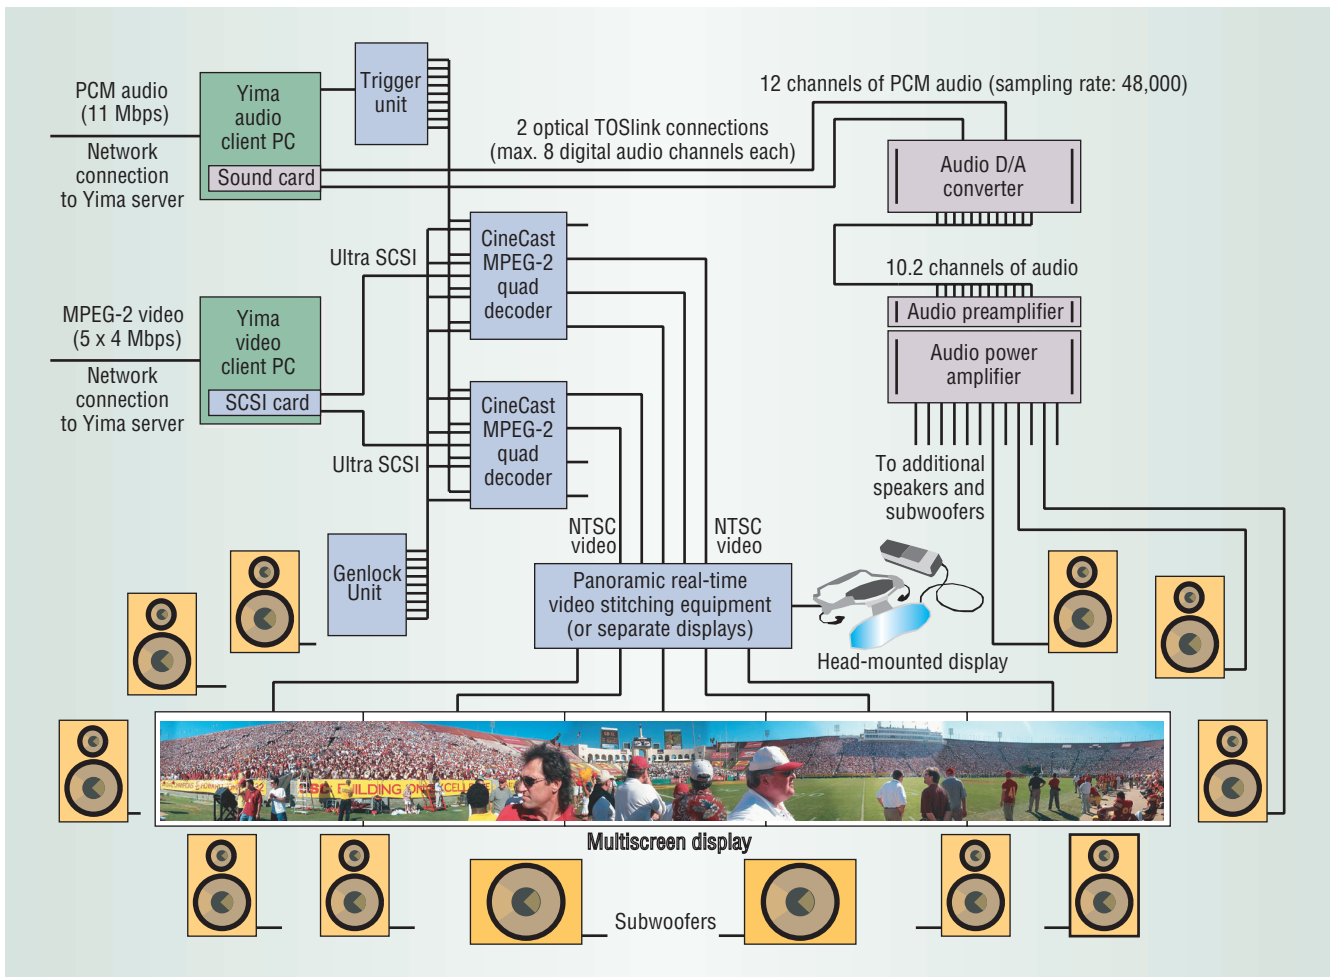 PCM audio
(11 Mbps)
Network
connection
to Yima server
Yima
audio
client PC
Sound card
Trigger
unit
2 optical TOSlink connections
(max. 8 digital audio channels each)
12 channels of PCM audio (sampling rate: 48,000)
Audio D/A
converter
10.2 channels of audio
Audio preamplifier
Audio power
amplifier
To additional
speakers and
subwoofers
MPEG-2 video
(5 x 4 Mbps)
Network
connection
to Yima server
Yima
video
client PC
SCSI card
Ultra SCSI
Ultra SCSI
CineCast
MPEG-2
quad
decoder
CineCast
MPEG-2
quad
decoder
Genlock
Unit
NTSC
video
NTSC
video
Panoramic real-time
video stitching equipment
(or separate displays)
Head-mounted display
BUILDING ON
Multiscreen display
Subwoofers